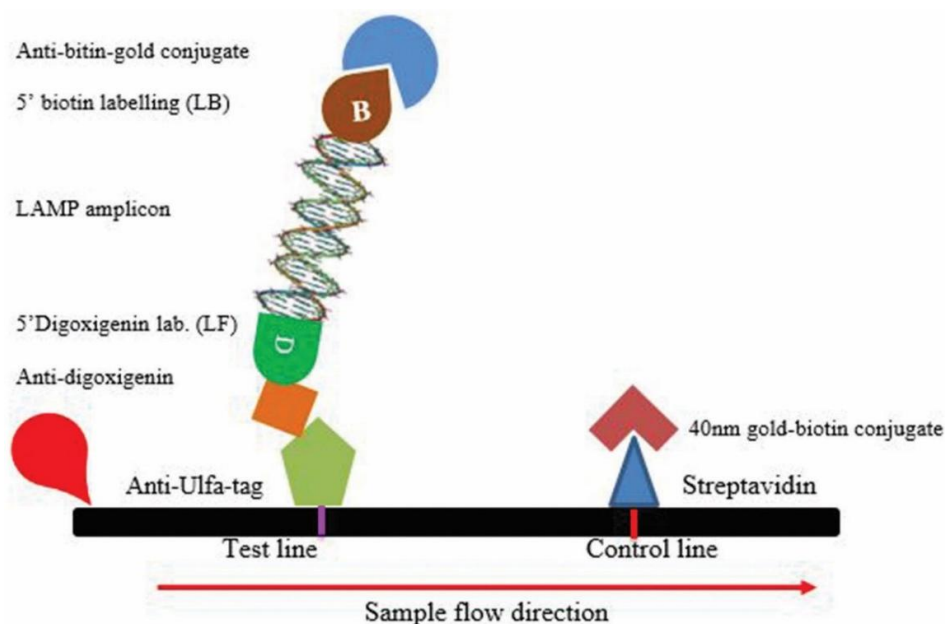 Anti-bitin-gold conjugate
B
5' biotin labelling (LB)
LAMP amplicon
5'Digoxigenin lab. (LF)
D
Anti-digoxigenin
40nm gold-biotin conjugate
Anti-Ulfa-tag
Streptavidin
Test line
Control line
Sample flow direction